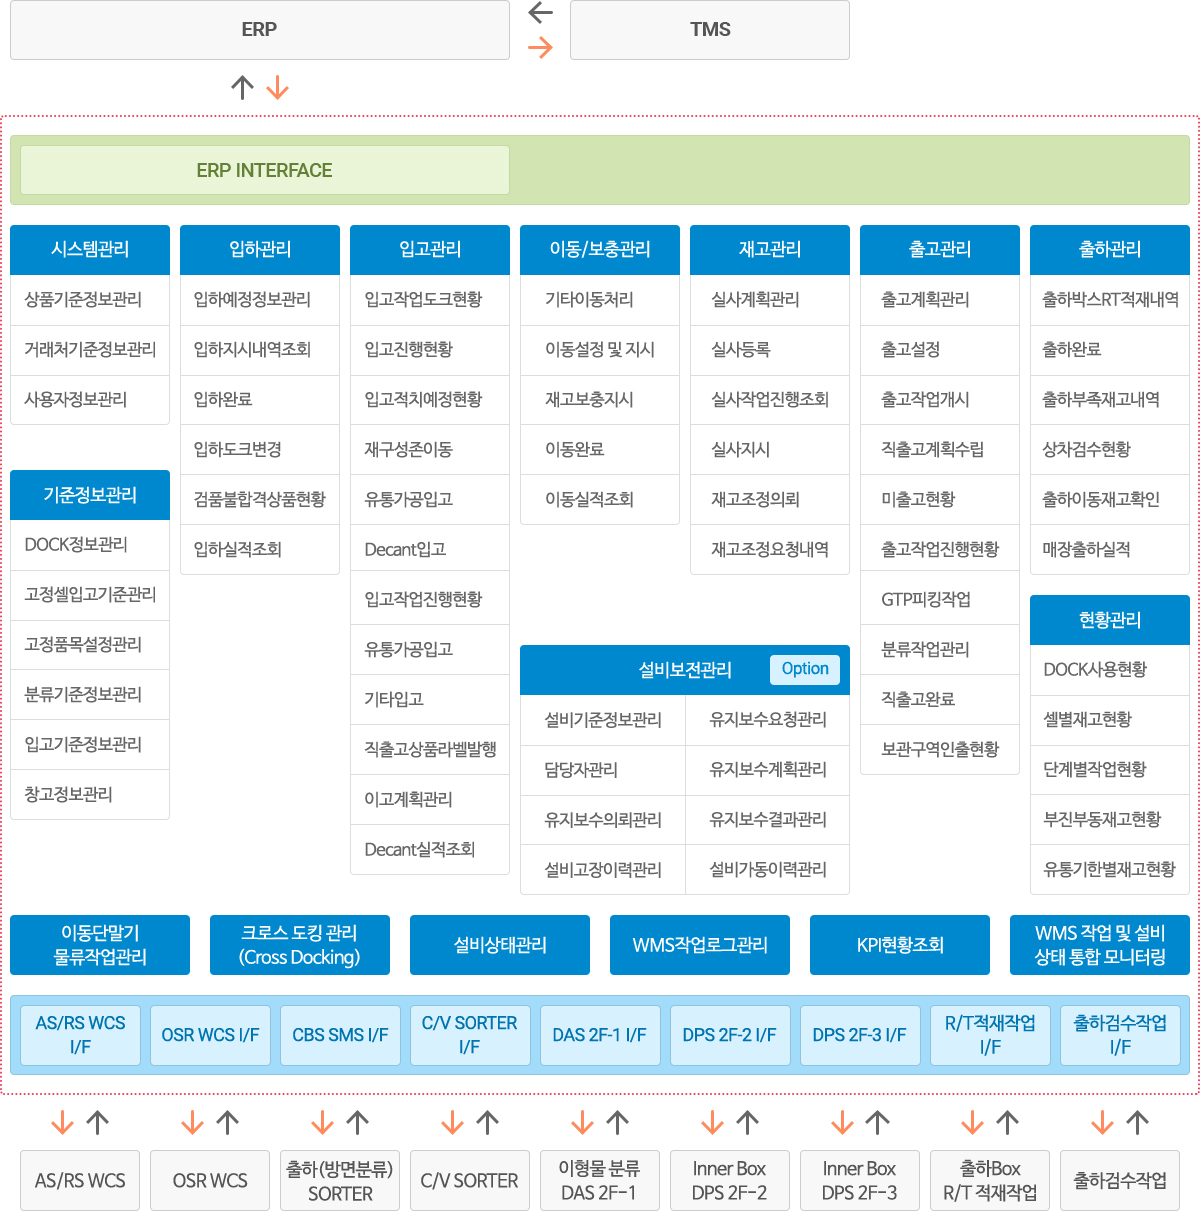 ERP
TMS
ERP INTERFACE
시스템관리
상품기준정보관리
거래처기준정보관리
사용자정보관리
기준정보관리
DOCK정보관리
고정셀입고기준관리
고정품목설정관리
분류기준정보관리
입고기준정보관리
창고정보관리
입하관리
입하예정정보관리
입하지시내역조회
입하완료
입하도크변경
검품불합격상품현황
입하실적조회
입고관리
입고작업도크현황
입고진행현황
입고적치예정현황
재구성존이동
유통가공입고
Decant입고
입고작업진행현황
유통가공입고
기타입고
직출고상품라벨발행
이고계획관리
Decant실적조회
이동/보충관리
기타이동처리
이동설정 및 지시
재고보충지시
이동완료
이동실적조회
재고관리
실사계획관리
실사등록
실사작업진행조회
실사지시
재고조정의뢰
재고조정요청내역
설비보전관리
Option
설비기준정보관리
유지보수요청관리
담당자관리
유지보수계획관리
유지보수의뢰관리
유지보수결과관리
설비고장이력관리
설비가동이력관리
출고관리
출고계획관리
출고설정
출고작업개시
직출고계획수립
미출고현황
출고작업진행현황
GTP피킹작업
분류작업관리
직출고완료
보관구역인출현황
출하관리
출하박스RT적재내역
출하완료
출하부족재고내역
상차검수현황
출하이동재고확인
매장출하실적
현황관리
DOCK사용현황
셀별재고현황
단계별작업현황
부진부동재고현황
유통기한별재고현황
이동단말기
물류작업관리
크로스 도킹 관리
(Cross Docking)
설비상태관리
WMS작업로그관리
KPI현황조회
WMS 작업 및 설비
상태 통합 모니터링
AS/RS WCS
I/F
OSR WCS I/F
CBS SMS I/F
C/V SORTER
I/F
DAS 2F-1 I/F
DPS 2F-2 I/F
DPS 2F-3 I/F
R/T적재작업
I/F
출하검수작업
I/F
AS/RS WCS
OSR WCS
출하(방면분류)
SORTER
C/V SORTER
이형물 분류
DAS 2F-1
Inner Box
DPS 2F-2
Inner Box
DPS 2F-3
출하Box
R/T 적재작업
출하검수작업